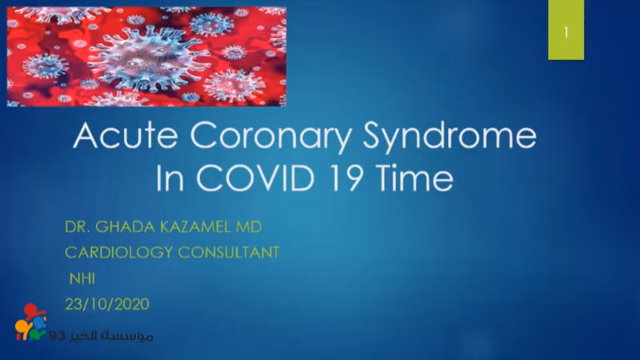 1
Acute Coronary Syndrome
In COVID 19 Time
DR. GHADA KAZAMEL MD
CARDIOLOGY CONSULTANT
NHI
23/10/2020
مؤسسة الخير 93